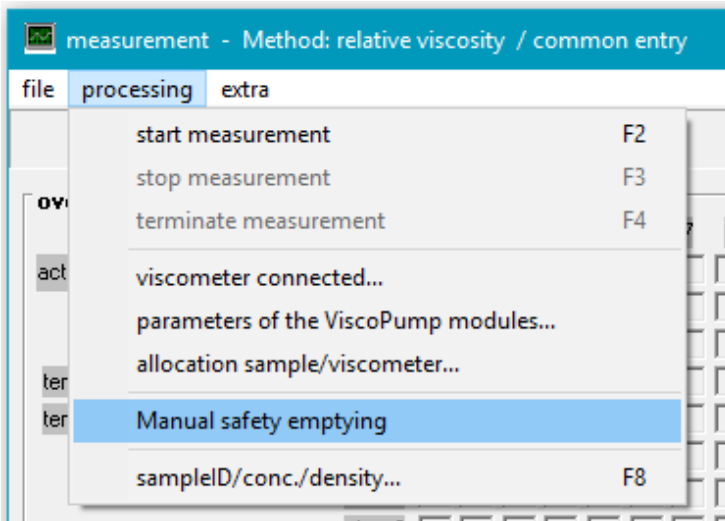 measurement - Method: relative viscosity / common entry
file processing extra
start measurement F2
stop measurement F3
terminate measurement F4
viscometer connected...
parameters of the ViscoPump modules...
allocation sample/viscometer...
Manual safety emptying
sampleID/conc./density... F8